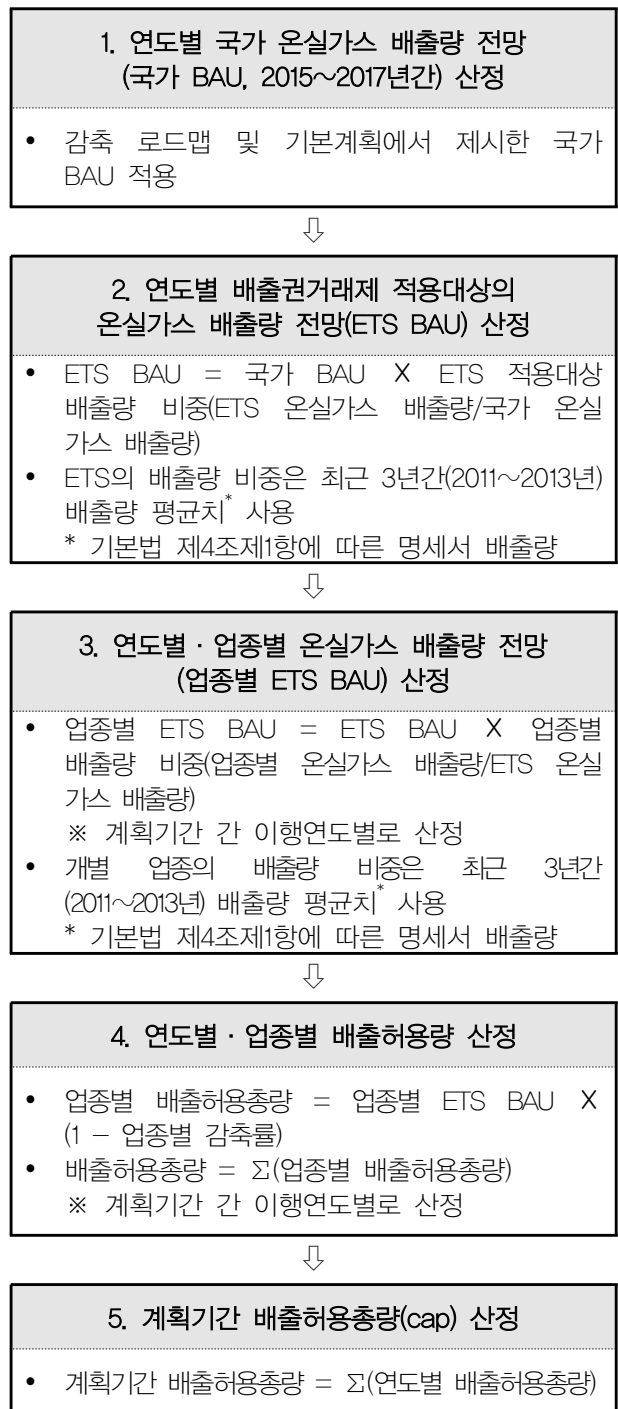 1. 연도별 국가 온실가스 배출량 전망
(국가 BAU, 2015～2017년간) 산정
• 감축 로드맵 및 기본계획에서 제시한 국가
BAU 적용
⇩
2. 연도별 배출권거래제 적용대상의
온실가스 배출량 전망(ETS BAU) 산정
• ETS BAU = 국가 BAU X ETS 적용대상
배출량 비중(ETS 온실가스 배출량/국가 온실
가스 배출량)
• ETS의 배출량 비중은 최근 3년간(2011～2013년)
배출량 평균치* 사용
* 기본법 제4조제1항에 따른 명세서 배출량
⇩
3. 연도별·업종별 온실가스 배출량 전망
(업종별 ETS BAU) 산정
• 업종별 ETS BAU = ETS BAU X 업종별
배출량 비중(업종별 온실가스 배출량/ETS 온실
가스 배출량)
※ 계획기간 간 이행연도별로 산정
• 개별 업종의 배출량 비중은 최근 3년간
(2011～2013년) 배출량 평균치* 사용
* 기본법 제4조제1항에 따른 명세서 배출량
⇩
4. 연도별·업종별 배출허용량 산정
• 업종별 배출허용총량 = 업종별 ETS BAU X
(1 - 업종별 감축률)
• 배출허용총량 = Σ(업종별 배출허용총량)
※ 계획기간 간 이행연도별로 산정
⇩
5. 계획기간 배출허용총량(cap) 산정
• 계획기간 배출허용총량 = Σ(연도별 배출허용총량)